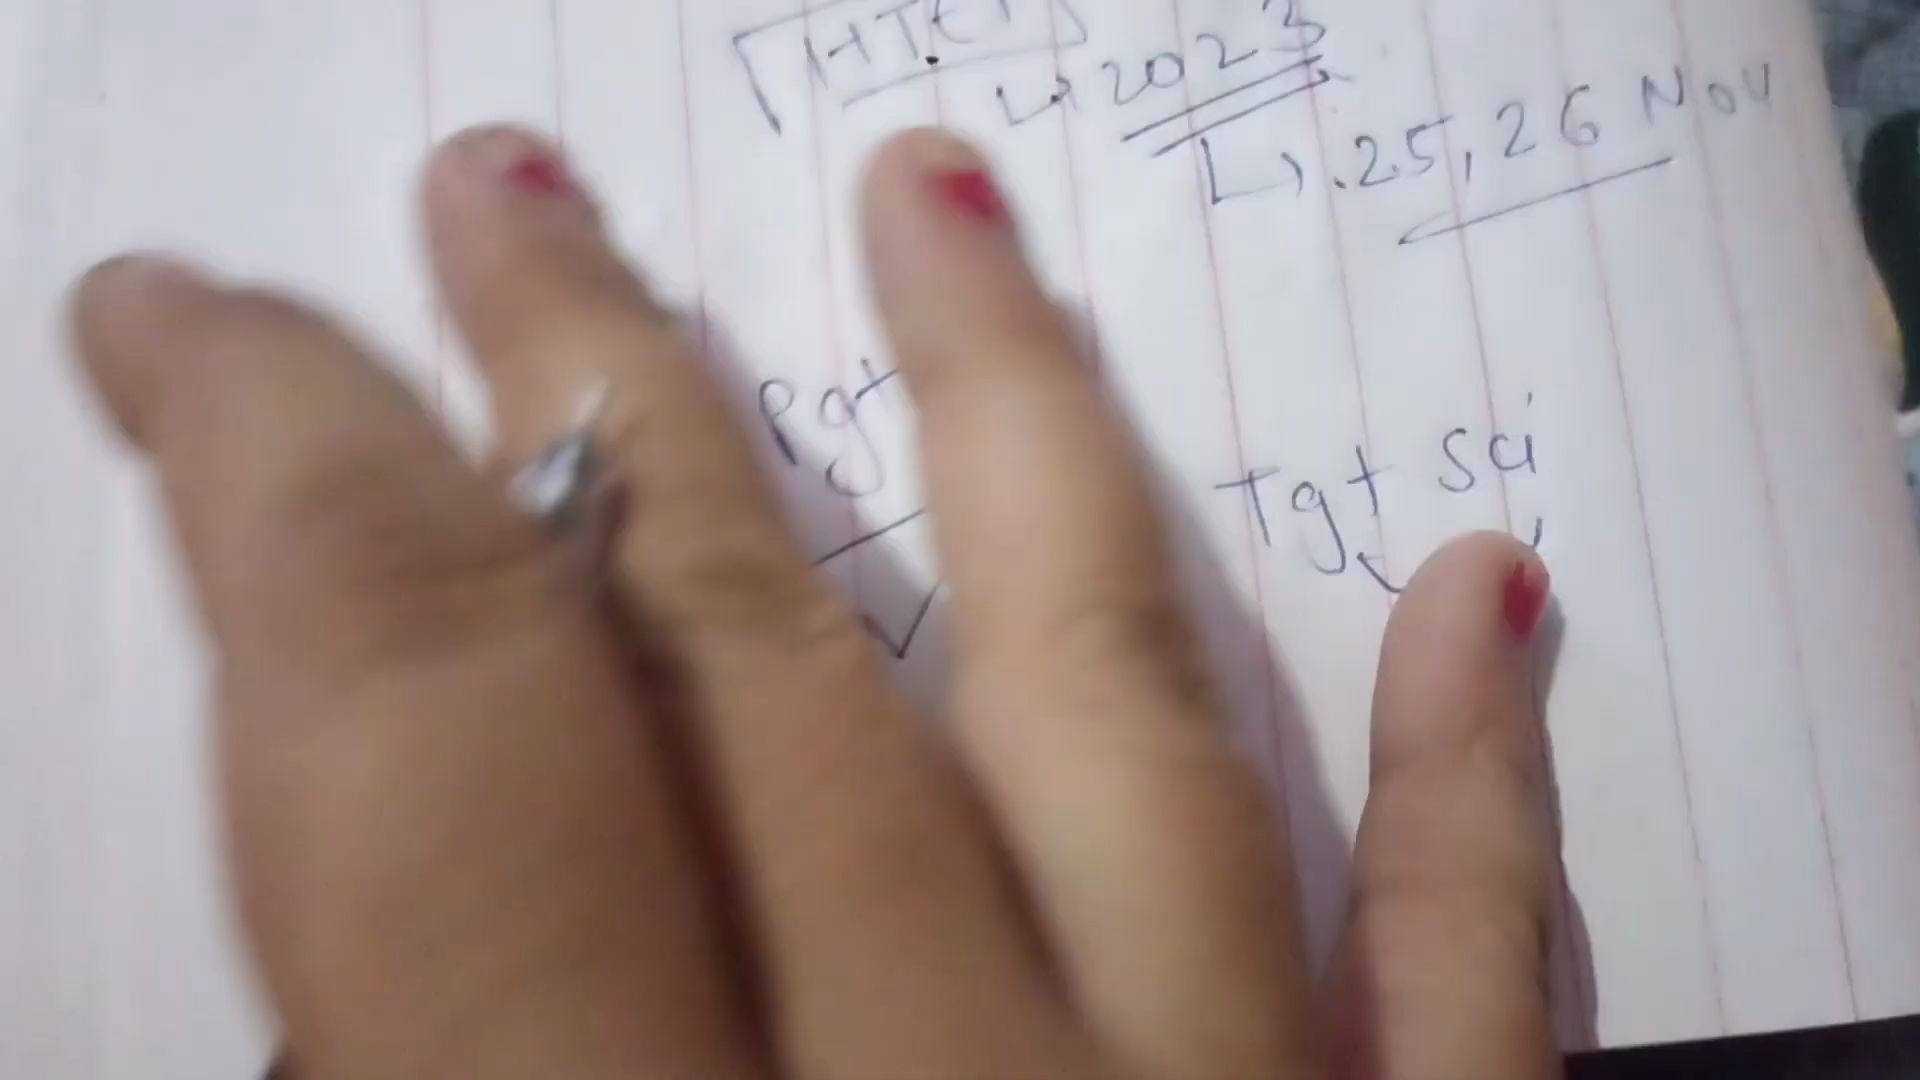 HTET
↳ 2023
↳ .25, 26 Nov
Pgt
Tgt Sci